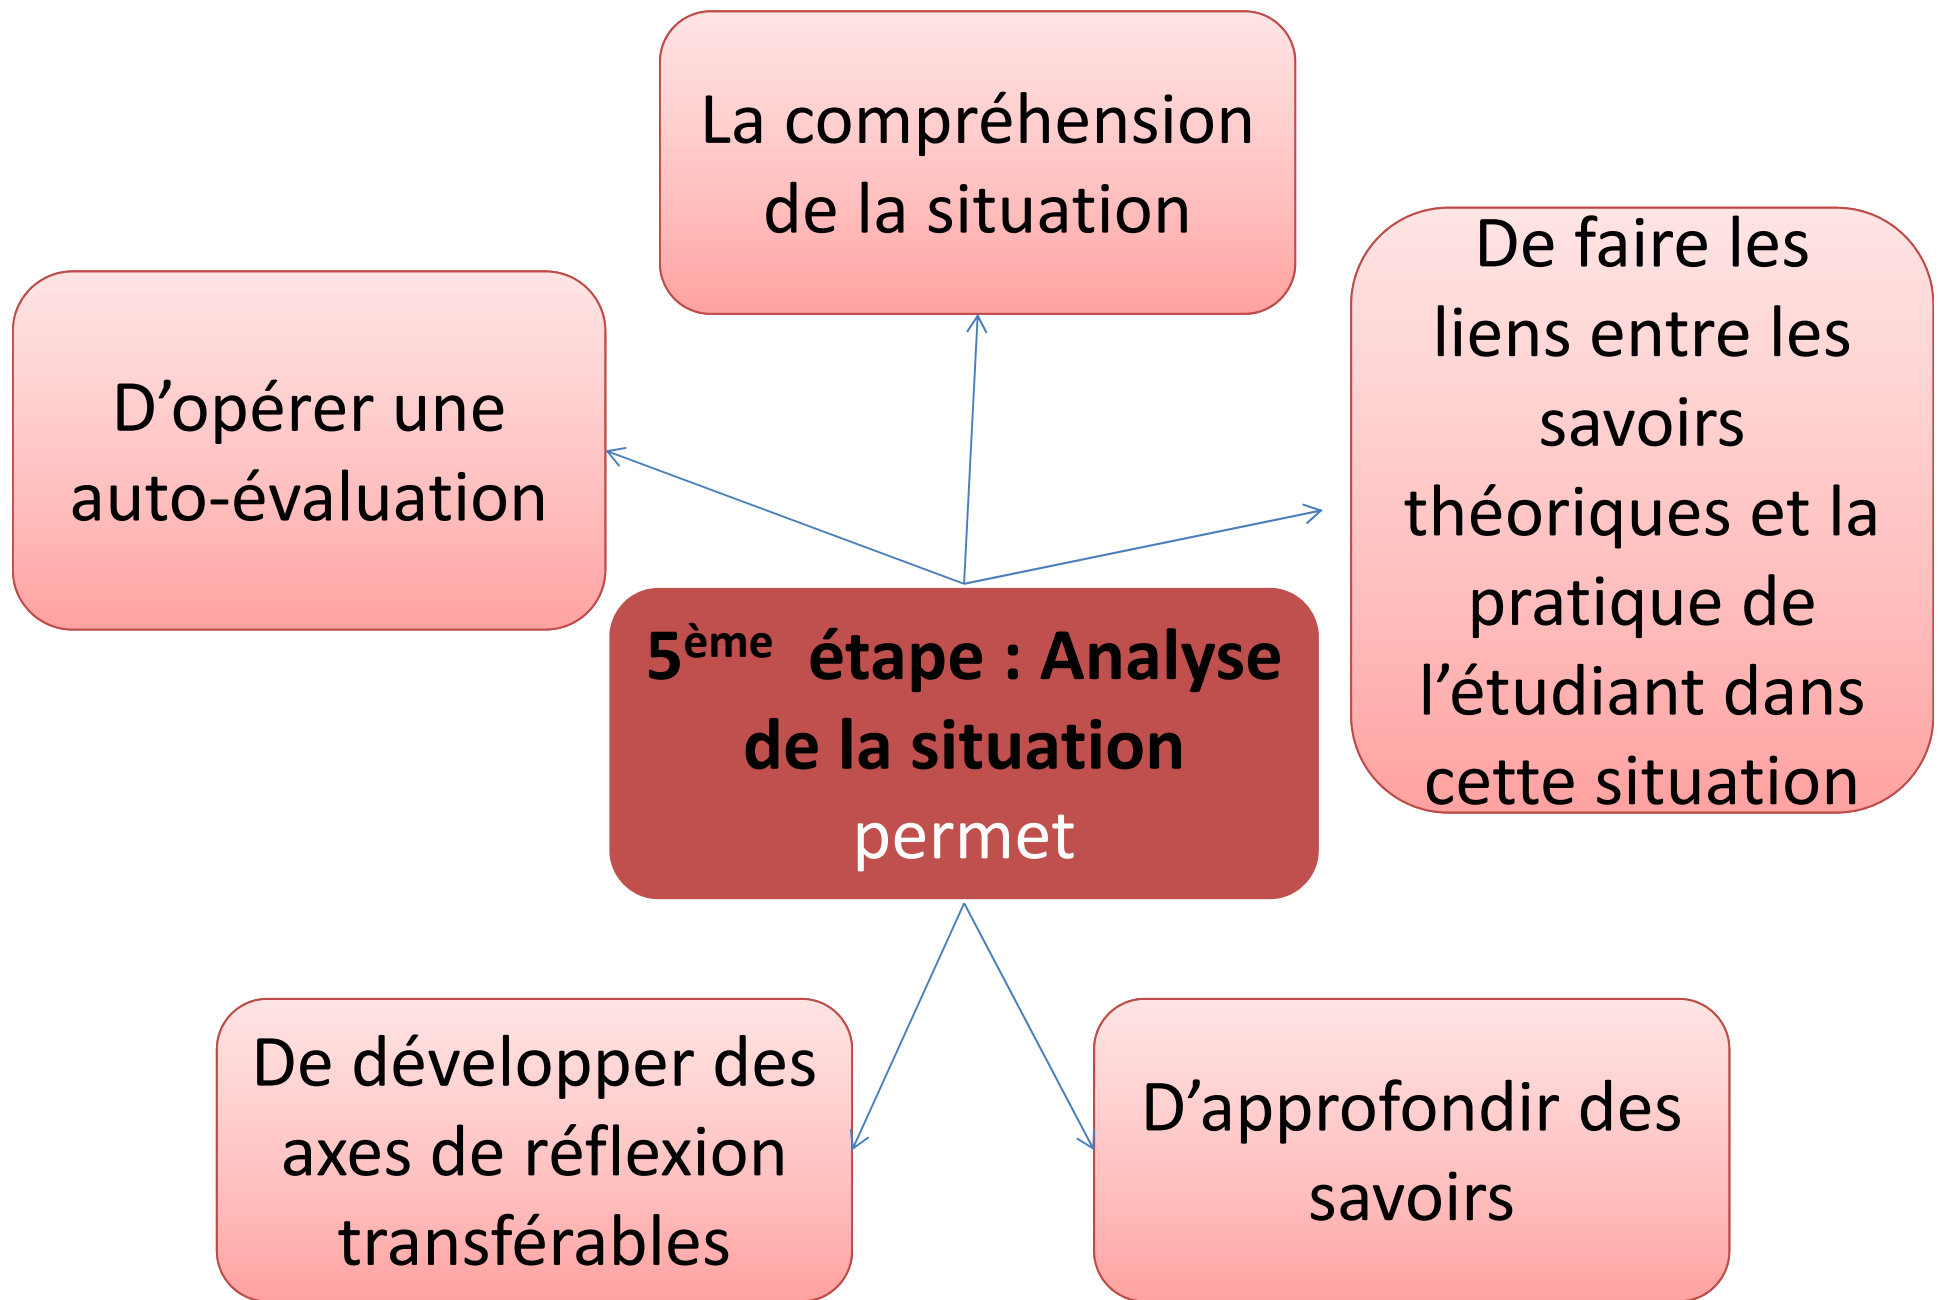 La compréhension
de la situation
D’opérer une
auto-évaluation
De faire les
liens entre les
savoirs
théoriques et la
pratique de
l’étudiant dans
cette situation
5ème étape : Analyse
de la situation
permet
De développer des
axes de réflexion
transférables
D’approfondir des
savoirs